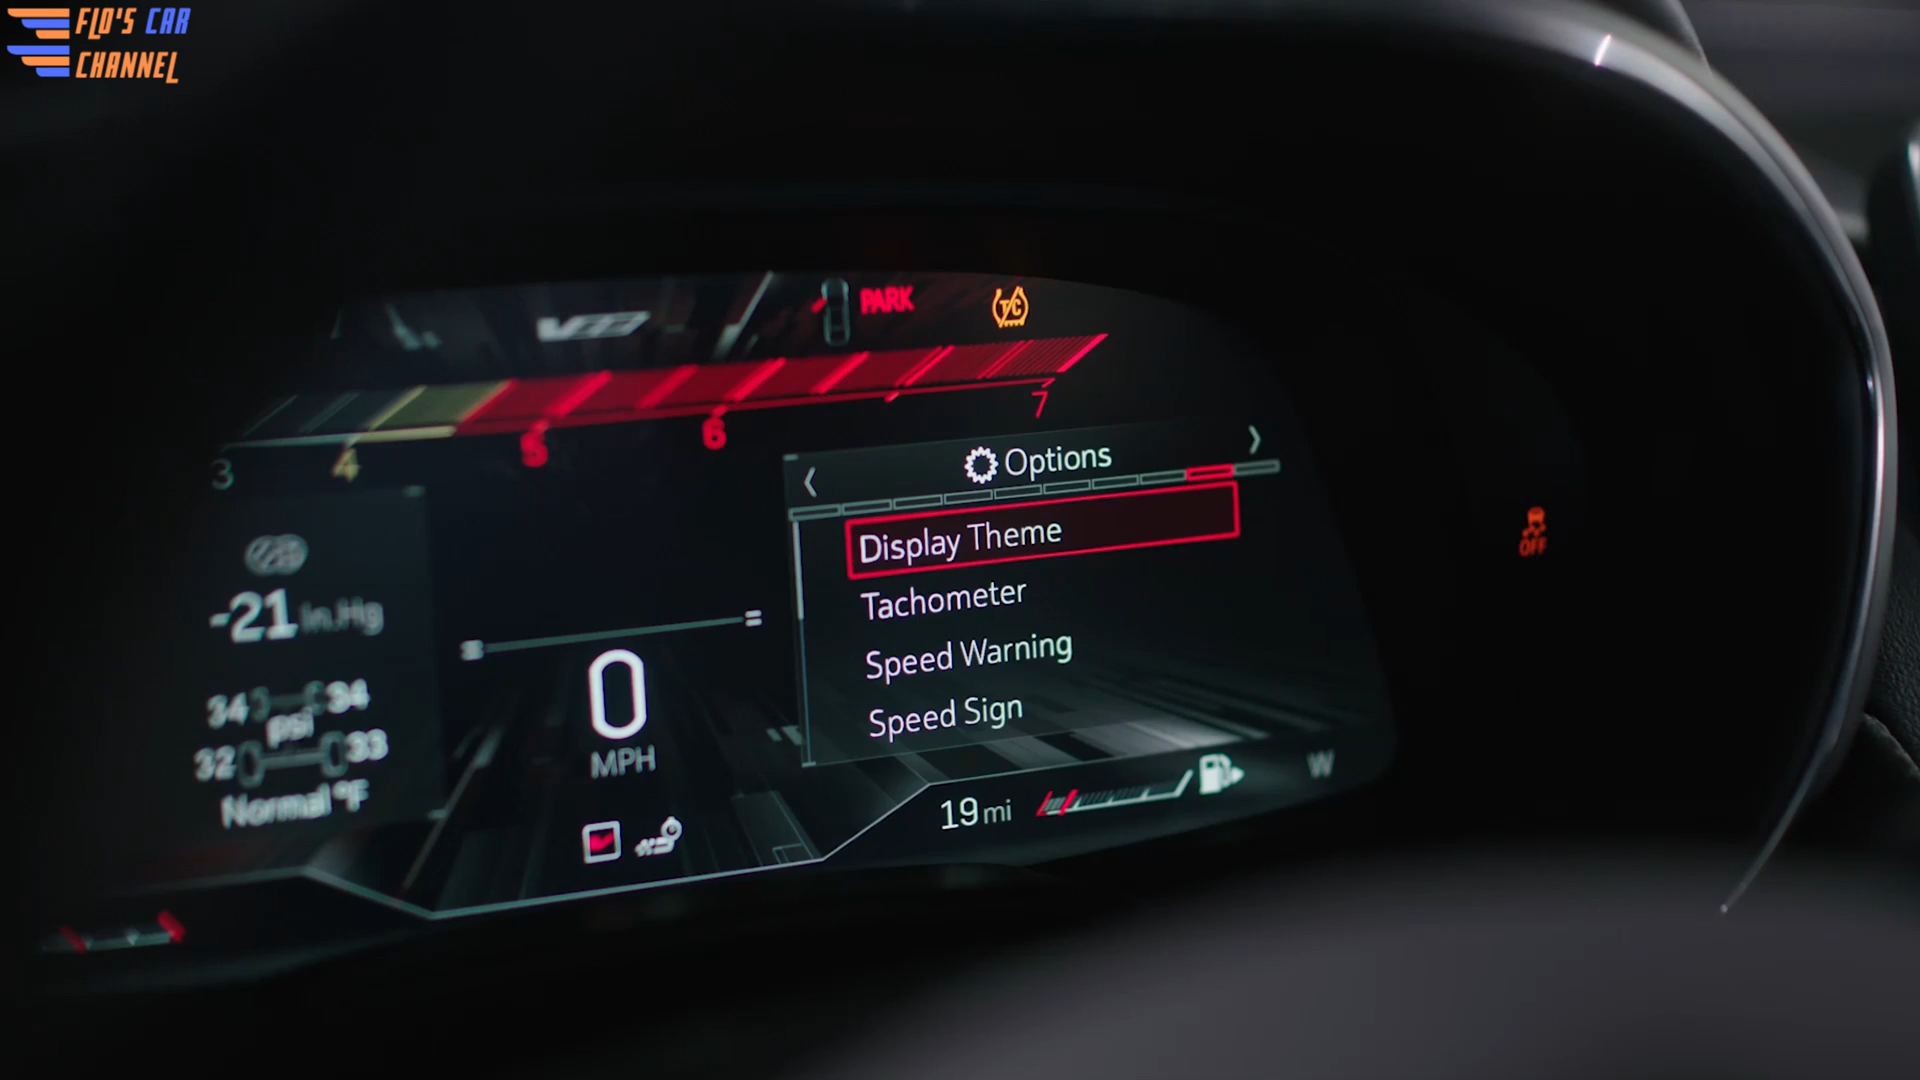 FLO'S CAR
CHANNEL
PARK
T/C
3 4 5 6 7
Options
Display Theme
Tachometer
Speed Warning
Speed Sign
-21 In.Hg
34 34
psi
32 33
Normal °F
0
MPH
19 mi
W
OFF